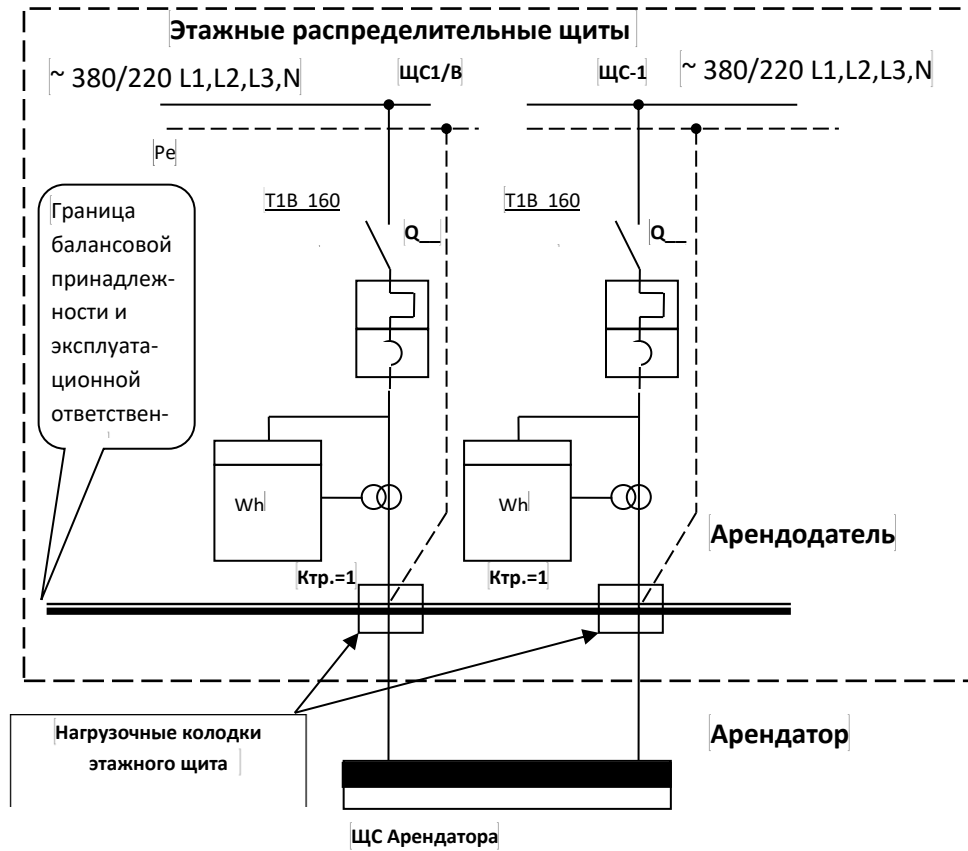 Этажные распределительные щиты
~ 380/220 L1,L2,L3,N
ЩС1/В
ЩС-1
~ 380/220 L1,L2,L3,N
Pe
T1B 160
T1B 160
Q__
Q__
Граница
балансовой
принадлеж-
ности и
эксплуата-
ционной
ответствен-
Wh
Wh
Арендодатель
Ктр.=1
Ктр.=1
Нагрузочные колодки
этажного щита
Арендатор
ЩС Арендатора